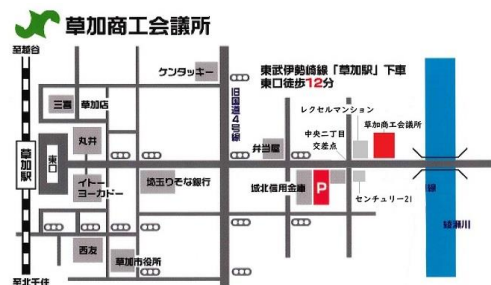 草加商工会議所
至越谷
ケンタッキー
東武伊勢崎線「草加駅」下車
東口徒歩12分
三喜 草加店
旧国道4号線
レクセルマンション
草加商工会議所
丸井
弁当屋
中央二丁目
交差点
草加駅
東口
イトー
ヨーカドー
埼玉りそな銀行
城北信用金庫
P
センチュリー21
綾瀬川
西友
草加市役所
至北千住